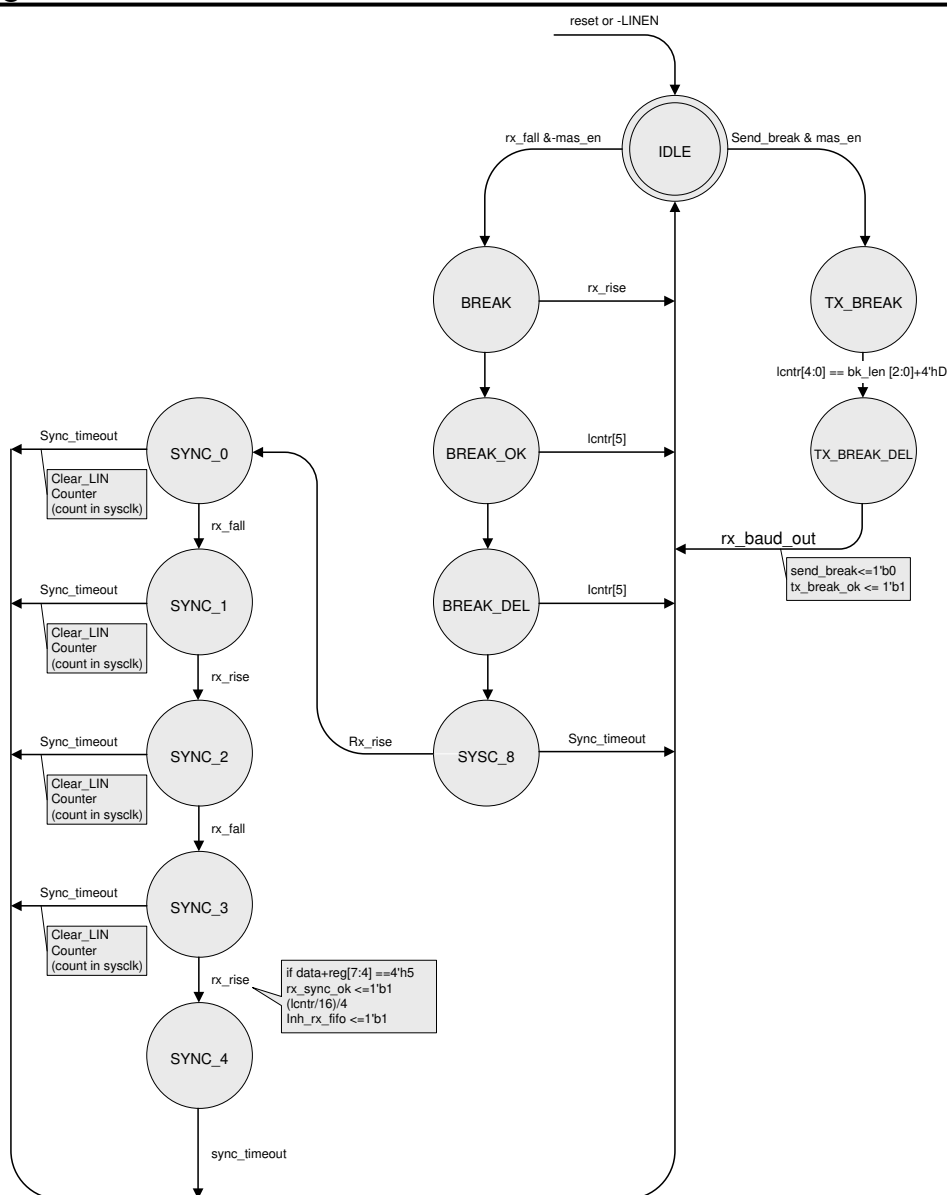 reset or -LINEN
rx_fall &-mas_en
IDLE
Send_break & mas_en
BREAK
rx_rise
TX_BREAK
lcntr[4:0] == bk_len [2:0]+4'hD
Sync_timeout
SYNC_0
BREAK_OK
lcntr[5]
TX_BREAK_DEL
Clear_LIN
Counter
(count in sysclk)
rx_fall
rx_baud_out
send_break<=1'b0
tx_break_ok <= 1'b1
Sync_timeout
SYNC_1
BREAK_DEL
lcntr[5]
Clear_LIN
Counter
(count in sysclk)
rx_rise
Sync_timeout
SYNC_2
Rx_rise
SYSC_8
Sync_timeout
Clear_LIN
Counter
(count in sysclk)
rx_fall
Sync_timeout
SYNC_3
Clear_LIN
Counter
(count in sysclk)
rx_rise
if data+reg[7:4] ==4'h5
rx_sync_ok <=1'b1
(lcntr/16)/4
Inh_rx_fifo <=1'b1
SYNC_4
sync_timeout